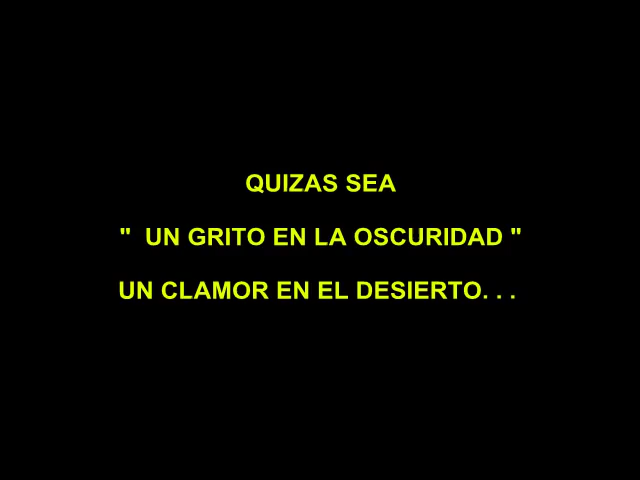 QUIZAS SEA
"  UN GRITO EN LA OSCURIDAD "
UN CLAMOR EN EL DESIERTO. . .